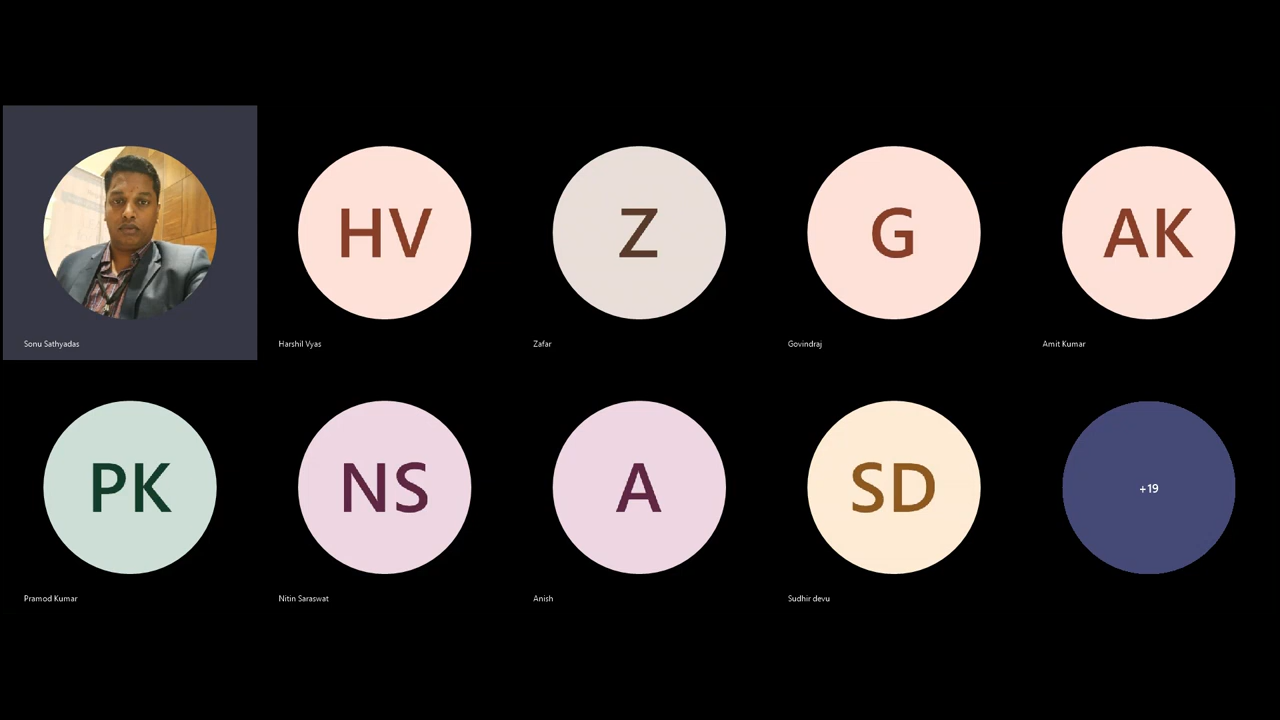 HV
Z
G
AK
Sonu Sathyadas
Harshil Vyas
Zafar
Govindraj
Amit Kumar
PK
NS
A
SD
+19
Pramod Kumar
Nitin Saraswat
Anish
Sudhir devu